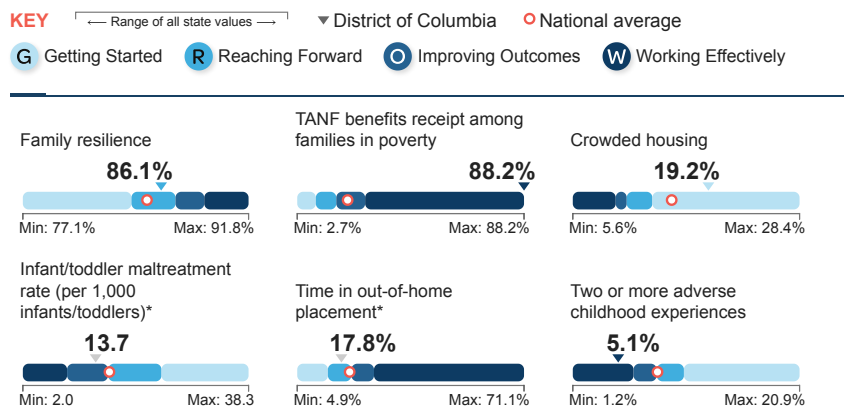 KEY
Range of all state values
District of Columbia
National average
G Getting Started
R Reaching Forward
O Improving Outcomes
W Working Effectively
Family resilience
86.1%
Min: 77.1% Max: 91.8%
TANF benefits receipt among
families in poverty
88.2%
Min: 2.7% Max: 88.2%
Crowded housing
19.2%
Min: 5.6% Max: 28.4%
Infant/toddler maltreatment
rate (per 1,000
infants/toddlers)*
13.7
Min: 2.0 Max: 38.3
Time in out-of-home
placement*
17.8%
Min: 4.9% Max: 71.1%
Two or more adverse
childhood experiences
5.1%
Min: 1.2% Max: 20.9%